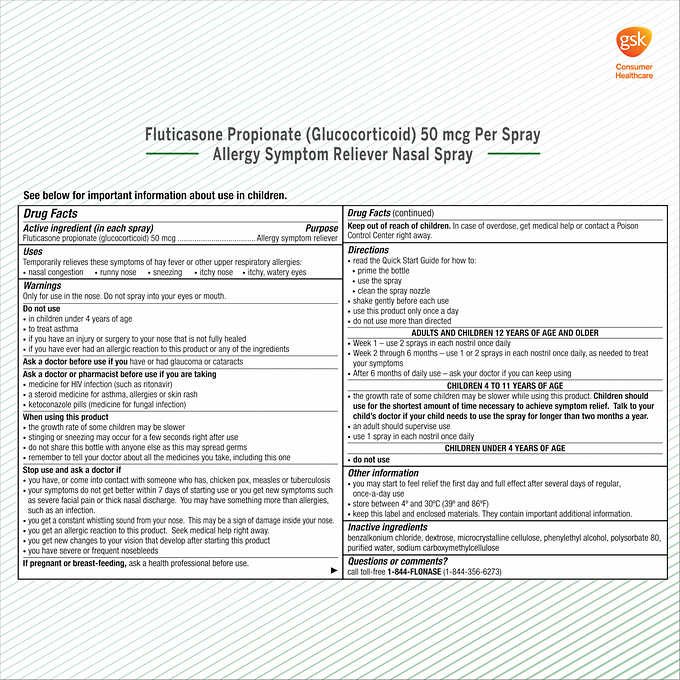 gsk
Consumer
Healthcare
Fluticasone Propionate (Glucocorticoid) 50 mcg Per Spray
Allergy Symptom Reliever Nasal Spray
See below for important information about use in children.
Drug Facts
Active ingredient (in each spray) Purpose
Fluticasone propionate (glucocorticoid) 50 mcg .................................... Allergy symptom reliever
Uses
Temporarily relieves these symptoms of hay fever or other upper respiratory allergies:
• nasal congestion • runny nose • sneezing • itchy nose • itchy, watery eyes
Warnings
Only for use in the nose. Do not spray into your eyes or mouth.
Do not use
• in children under 4 years of age
• to treat asthma
• if you have an injury or surgery to your nose that is not fully healed
• if you have ever had an allergic reaction to this product or any of the ingredients
Ask a doctor before use if you have or had glaucoma or cataracts
Ask a doctor or pharmacist before use if you are taking
• medicine for HIV infection (such as ritonavir)
• a steroid medicine for asthma, allergies or skin rash
• ketoconazole pills (medicine for fungal infection)
When using this product
• the growth rate of some children may be slower
• stinging or sneezing may occur for a few seconds right after use
• do not share this bottle with anyone else as this may spread germs
• remember to tell your doctor about all the medicines you take, including this one
Stop use and ask a doctor if
• you have, or come into contact with someone who has, chicken pox, measles or tuberculosis
• your symptoms do not get better within 7 days of starting use or you get new symptoms such
as severe facial pain or thick nasal discharge. You may have something more than allergies,
such as an infection.
• you get a constant whistling sound from your nose. This may be a sign of damage inside your nose.
• you get an allergic reaction to this product. Seek medical help right away.
• you get new changes to your vision that develop after starting this product
• you have severe or frequent nosebleeds
If pregnant or breast-feeding, ask a health professional before use.
Drug Facts (continued)
Keep out of reach of children. In case of overdose, get medical help or contact a Poison
Control Center right away.
Directions
• read the Quick Start Guide for how to:
• prime the bottle
• use the spray
• clean the spray nozzle
• shake gently before each use
• use this product only once a day
• do not use more than directed
ADULTS AND CHILDREN 12 YEARS OF AGE AND OLDER
• Week 1 – use 2 sprays in each nostril once daily
• Week 2 through 6 months – use 1 or 2 sprays in each nostril once daily, as needed to treat
your symptoms
• After 6 months of daily use – ask your doctor if you can keep using
CHILDREN 4 TO 11 YEARS OF AGE
• the growth rate of some children may be slower while using this product. Children should
use for the shortest amount of time necessary to achieve symptom relief. Talk to your
child's doctor if your child needs to use the spray for longer than two months a year.
• an adult should supervise use
• use 1 spray in each nostril once daily
CHILDREN UNDER 4 YEARS OF AGE
• do not use
Other information
• you may start to feel relief the first day and full effect after several days of regular,
once-a-day use
• store between 4º and 30ºC (39º and 86ºF)
• keep this label and enclosed materials. They contain important additional information.
Inactive ingredients
benzalkonium chloride, dextrose, microcrystalline cellulose, phenylethyl alcohol, polysorbate 80,
purified water, sodium carboxymethylcellulose
Questions or comments?
call toll-free 1-844-FLONASE (1-844-356-6273)